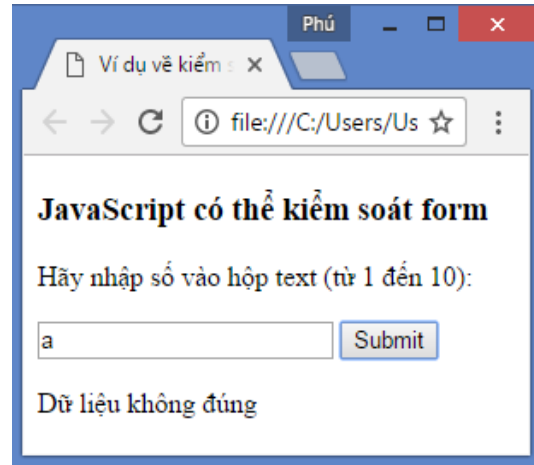 Phú
Ví dụ về kiểm s
file:///C:/Users/Us
JavaScript có thể kiểm soát form
Hãy nhập số vào hộp text (từ 1 đến 10):
a Submit
Dữ liệu không đúng